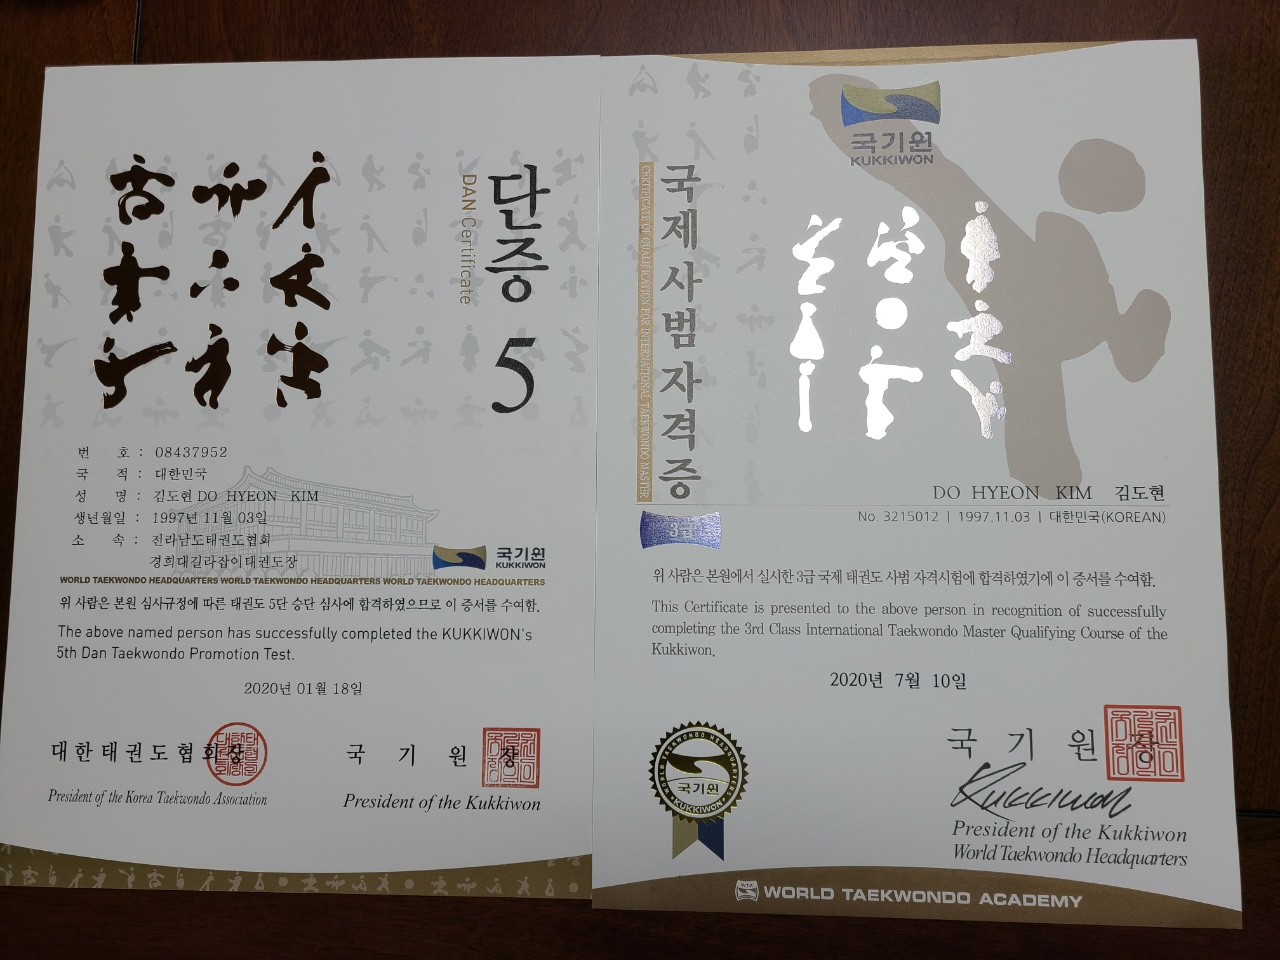 단증 5
DAN Certificate
번 호 : 08437952
국 적 : 대한민국
성 명 : 김도현 DO HYEON KIM
생년월일 : 1997년 11월 03일
소 속 : 전라남도태권도협회
경희대길라잡이태권도장
국기원
KUKKIWON
WORLD TAEKWONDO HEADQUARTERS WORLD TAEKWONDO HEADQUARTERS WORLD TAEKWONDO HEADQUARTERS
위 사람은 본원 심사규정에 따른 태권도 5단 승단 심사에 합격하였으므로 이 증서를 수여함.
The above named person has successfully completed the KUKKIWON's
5th Dan Taekwondo Promotion Test.
2020년 01월 18일
대한태권도협회장
President of the Korea Taekwondo Association
국 기 원 장
President of the Kukkiwon
국기원
KUKKIWON
국제사범자격증
CERTIFICATE OF QUALIFICATION FOR INTERNATIONAL TAEKWONDO MASTER
3급
DO HYEON KIM 김도현
No. 3215012 | 1997.11.03 | 대한민국(KOREAN)
위 사람은 본원에서 실시한 3급 국제 태권도 사범 자격시험에 합격하였기에 이 증서를 수여함.
This Certificate is presented to the above person in recognition of successfully
completing the 3rd Class International Taekwondo Master Qualifying Course of the
Kukkiwon.
2020년 7월 10일
WORLD TAEKWONDO HEADQUARTERS
국기원
KUKKIWON
국 기 원 장
Kukkiwon
President of the Kukkiwon
World Taekwondo Headquarters
WTA
WORLD TAEKWONDO ACADEMY